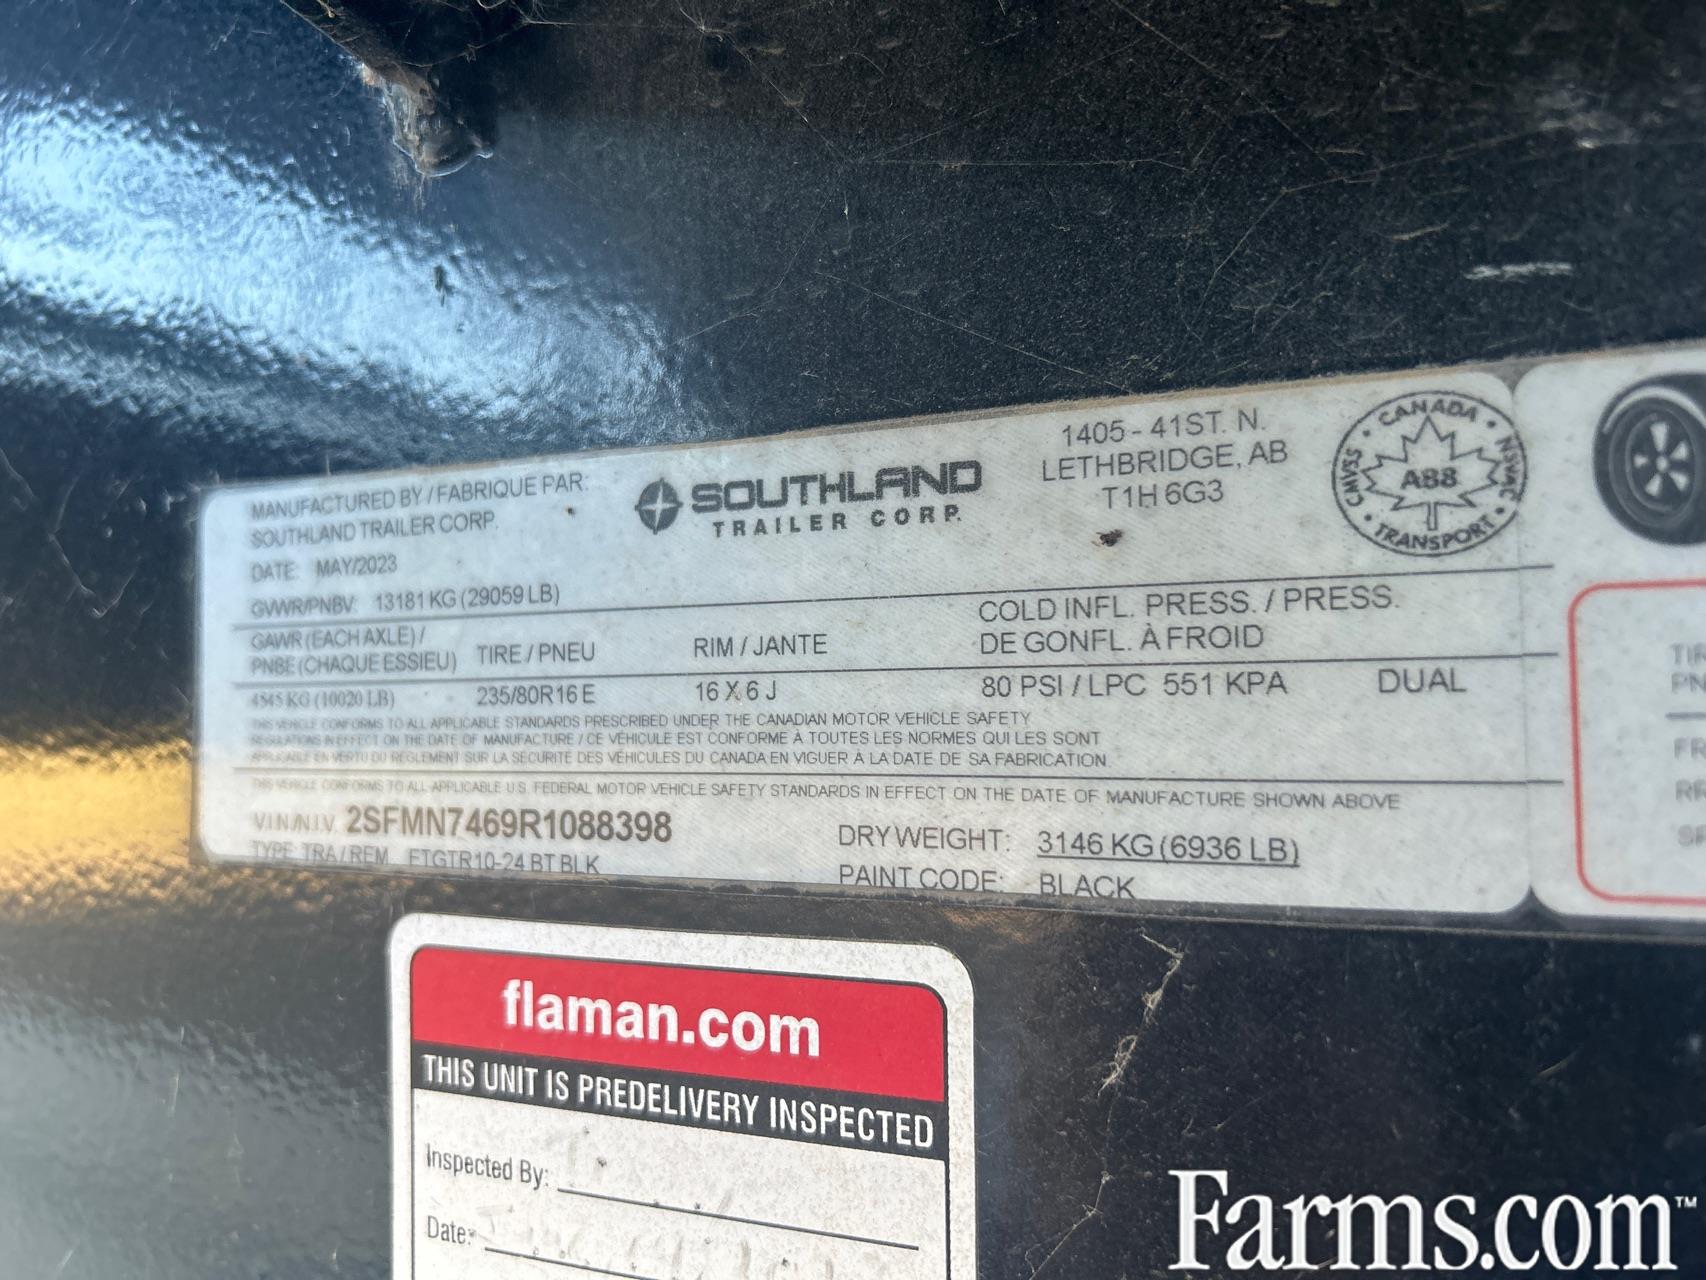 MANUFACTURED BY / FABRIQUE PAR:
SOUTHLAND TRAILER CORP.
DATE: MAY/2023
GVWR/PNBV: 13181 KG (29059 LB)
SOUTHLAND
TRAILER CORP.
1405 - 41ST. N.
LETHBRIDGE, AB
T1H 6G3
CANADA
CMVSS
A88
NSVAC
TRANSPORT
GAWR (EACH AXLE) /
PNBE (CHAQUE ESSIEU)
TIRE / PNEU
RIM / JANTE
COLD INFL. PRESS. / PRESS.
DE GONFL. À FROID
4545 KG (10020 LB)
235/80R16 E
16 X 6 J
80 PSI / LPC 551 KPA
DUAL
THIS VEHICLE CONFORMS TO ALL APPLICABLE STANDARDS PRESCRIBED UNDER THE CANADIAN MOTOR VEHICLE SAFETY
REGULATIONS IN EFFECT ON THE DATE OF MANUFACTURE / CE VÉHICULE EST CONFORME À TOUTES LES NORMES QUI LES SONT
APPLICABLE EN VERTU DU RÈGLEMENT SUR LA SÉCURITÉ DES VÉHICULES DU CANADA EN VIGUER À LA DATE DE SA FABRICATION.
THIS VEHICLE CONFORMS TO ALL APPLICABLE U.S. FEDERAL MOTOR VEHICLE SAFETY STANDARDS IN EFFECT ON THE DATE OF MANUFACTURE SHOWN ABOVE
V.I.N./N.I.V. 2SFMN7469R1088398
TYPE: TRA / REM FTGTR10-24 BT BLK
DRY WEIGHT: 3146 KG (6936 LB)
PAINT CODE: BLACK
TIR
PN
FR
RR
SP
flaman.com
THIS UNIT IS PREDELIVERY INSPECTED
Inspected By:
Date:
Farms.com™